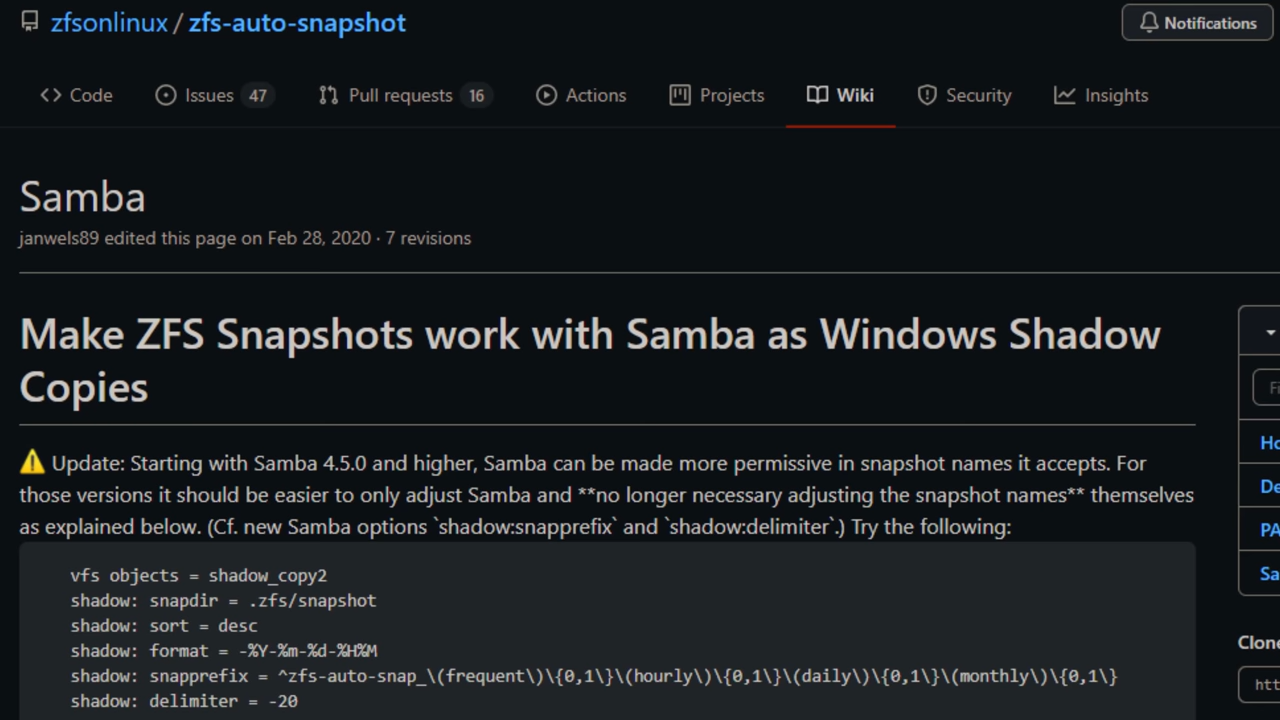 zfsonlinux / zfs-auto-snapshot
Notifications
Code Issues 47 Pull requests 16 Actions Projects Wiki Security Insights
Samba
janwels89 edited this page on Feb 28, 2020 · 7 revisions
Make ZFS Snapshots work with Samba as Windows Shadow
Copies
⚠️ Update: Starting with Samba 4.5.0 and higher, Samba can be made more permissive in snapshot names it accepts. For
those versions it should be easier to only adjust Samba and **no longer necessary adjusting the snapshot names** themselves
as explained below. (Cf. new Samba options `shadow:snapprefix` and `shadow:delimiter`.) Try the following:
vfs objects = shadow_copy2
shadow: snapdir = .zfs/snapshot
shadow: sort = desc
shadow: format = -%Y-%m-%d-%H%M
shadow: snapprefix = ^zfs-auto-snap_\(frequent\)\{0,1\}\(hourly\)\{0,1\}\(daily\)\{0,1\}\(monthly\)\{0,1\}
shadow: delimiter = -20
Ho
De
PA
Sa
Clone
htt